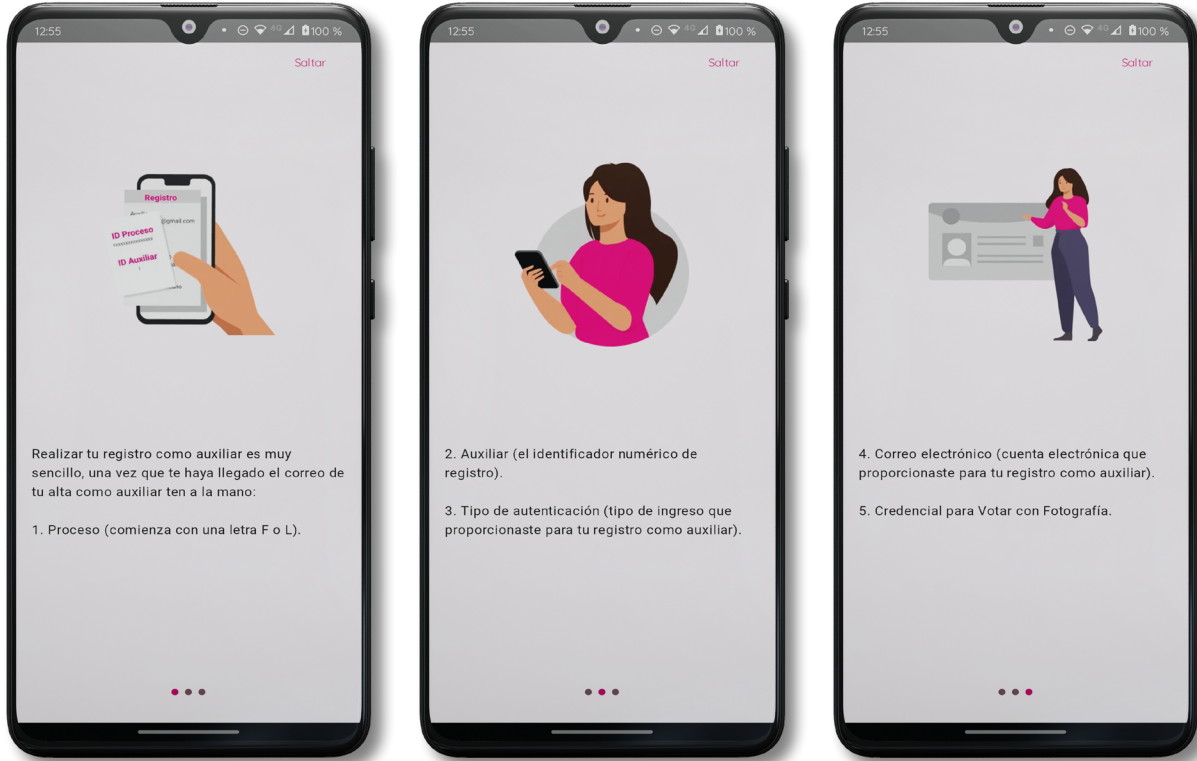 12:55
4G
100 %
Saltar
Registro
@gmail.com
ID Proceso
ID Auxiliar
Realizar tu registro como auxiliar es muy
sencillo, una vez que te haya llegado el correo de
tu alta como auxiliar ten a la mano:
1. Proceso (comienza con una letra F o L).
12:55
4G
100 %
Saltar
2. Auxiliar (el identificador numérico de
registro).
3. Tipo de autenticación (tipo de ingreso que
proporcionaste para tu registro como auxiliar).
12:55
4G
100 %
Saltar
4. Correo electrónico (cuenta electrónica que
proporcionaste para tu registro como auxiliar).
5. Credencial para Votar con Fotografía.